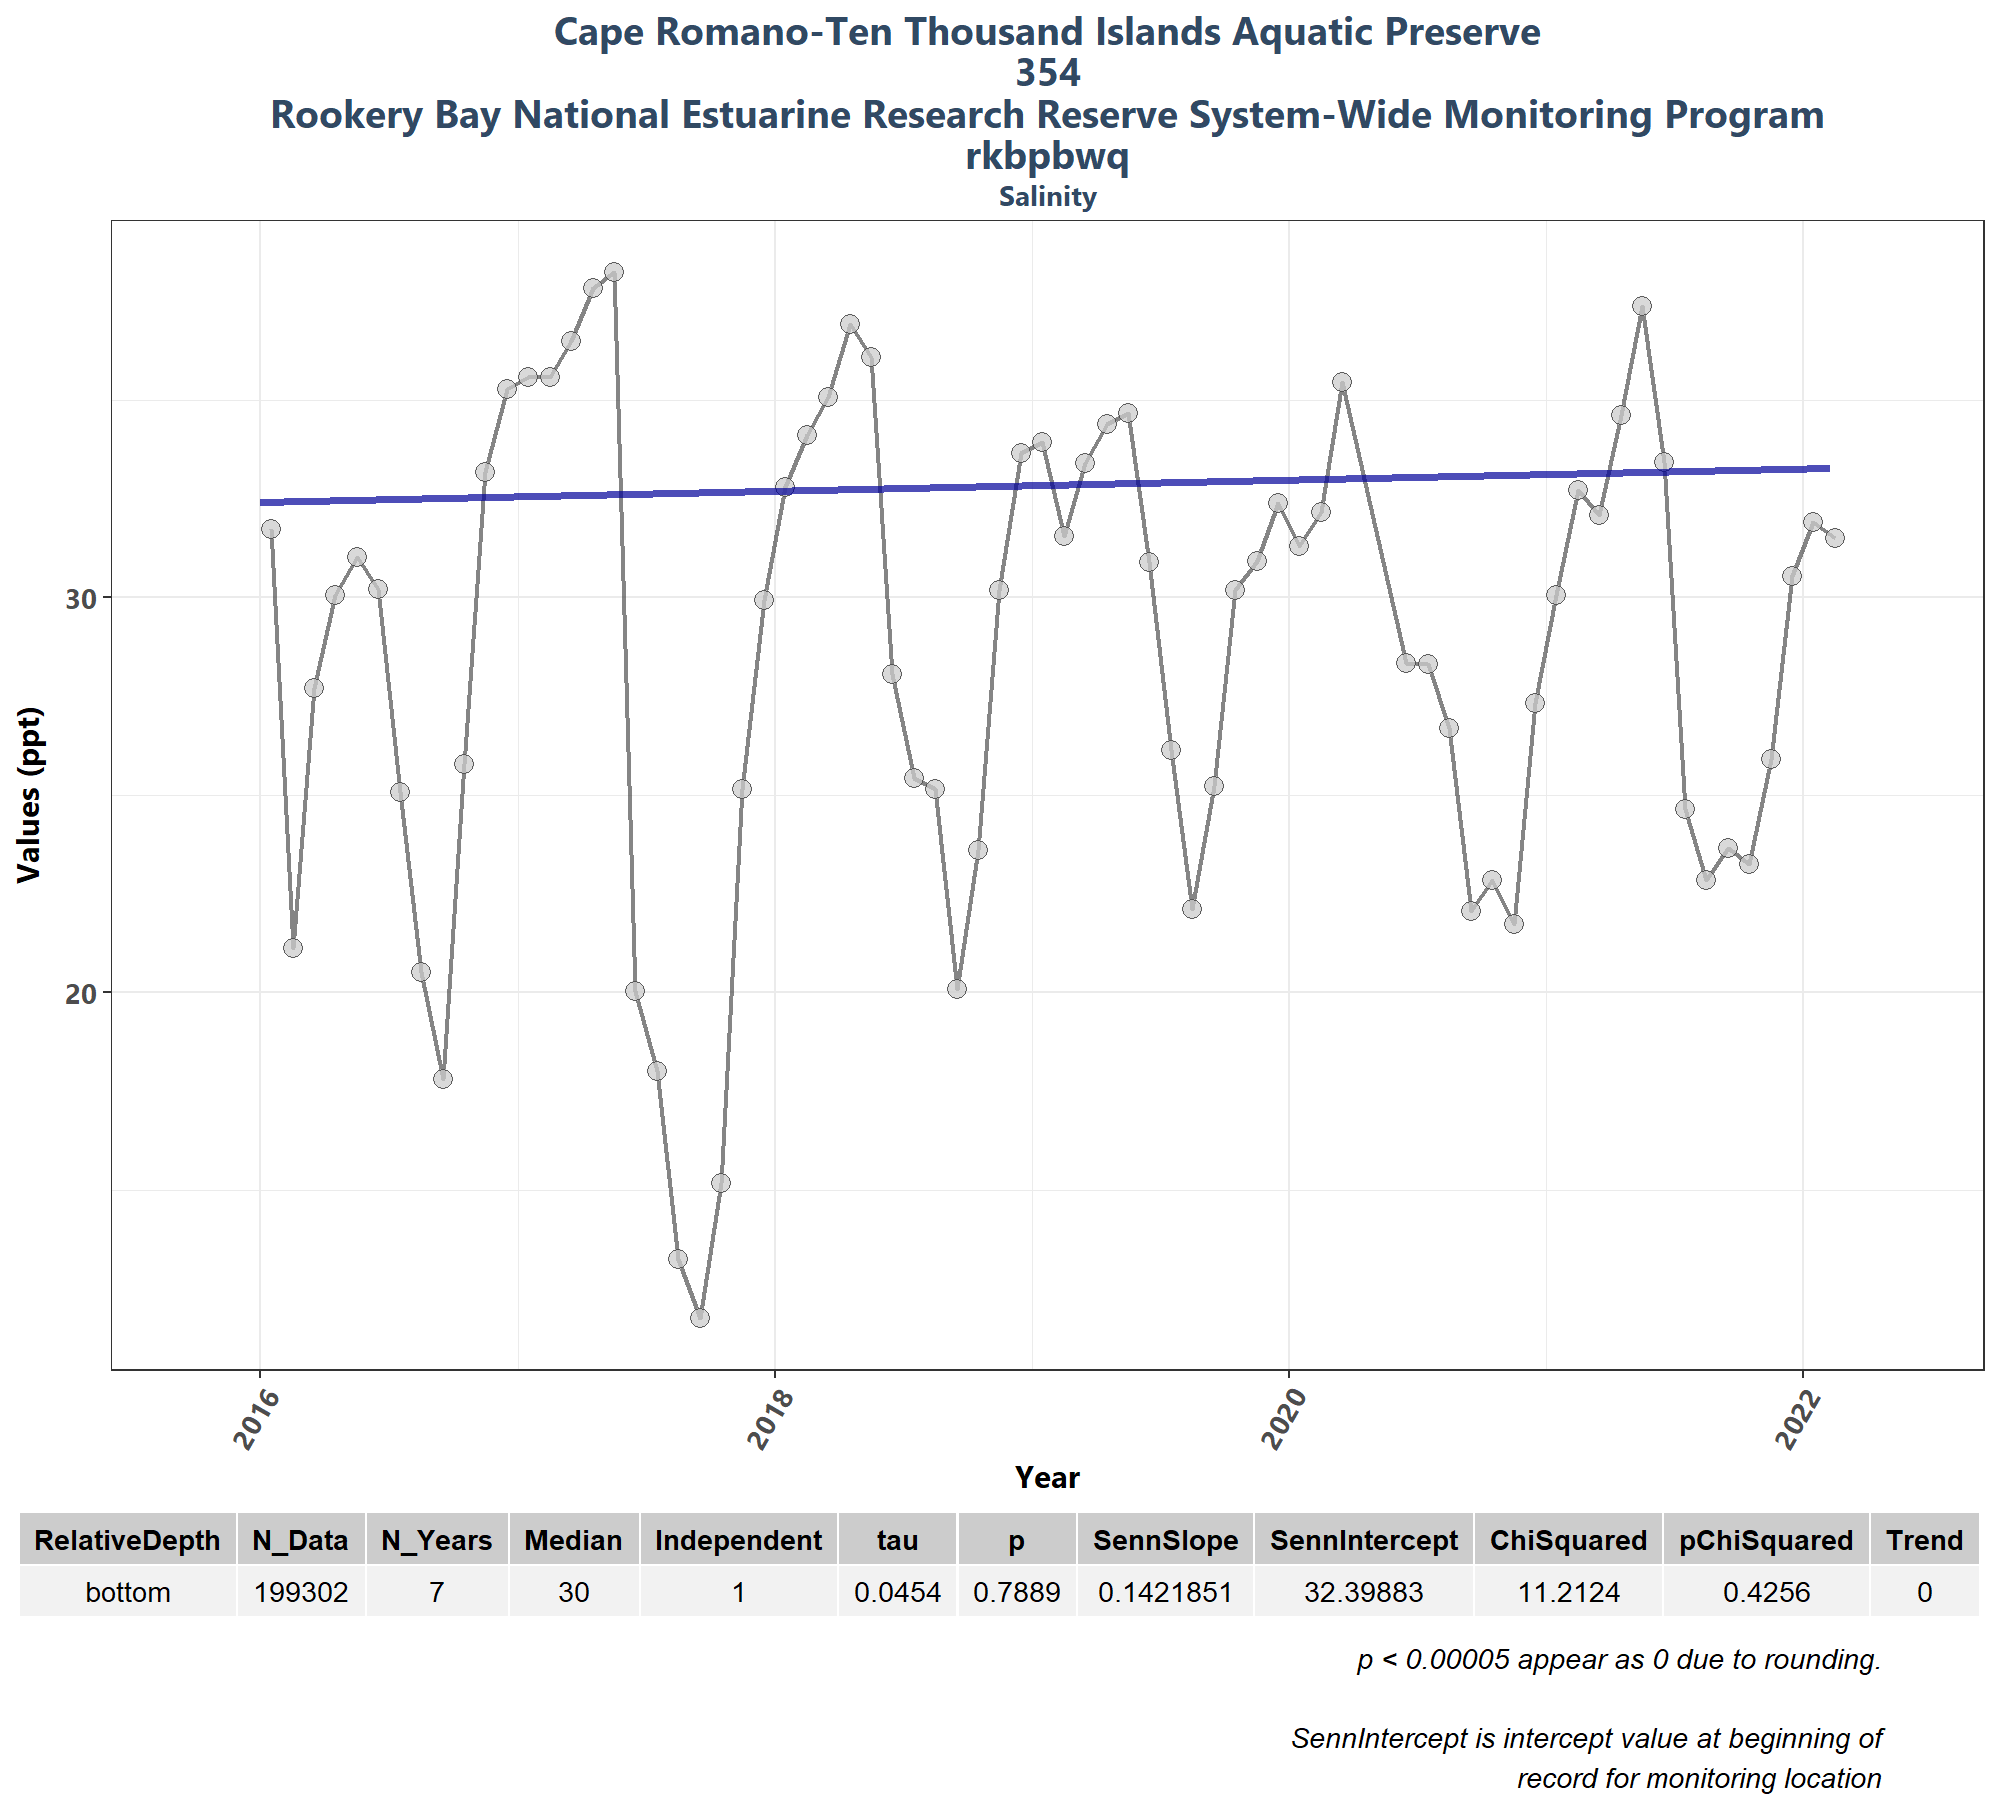 Cape Romano-Ten Thousand Islands Aquatic Preserve
354
Rookery Bay National Estuarine Research Reserve System-Wide Monitoring Program
rkbpbwq
Salinity
Values (ppt)
30
20
2016
2018
2020
2022
Year
RelativeDepth N_Data N_Years Median Independent tau p SennSlope SennIntercept ChiSquared pChiSquared Trend
bottom 199302 7 30 1 0.0454 0.7889 0.1421851 32.39883 11.2124 0.4256 0
p < 0.00005 appear as 0 due to rounding.
SennIntercept is intercept value at beginning of
record for monitoring location